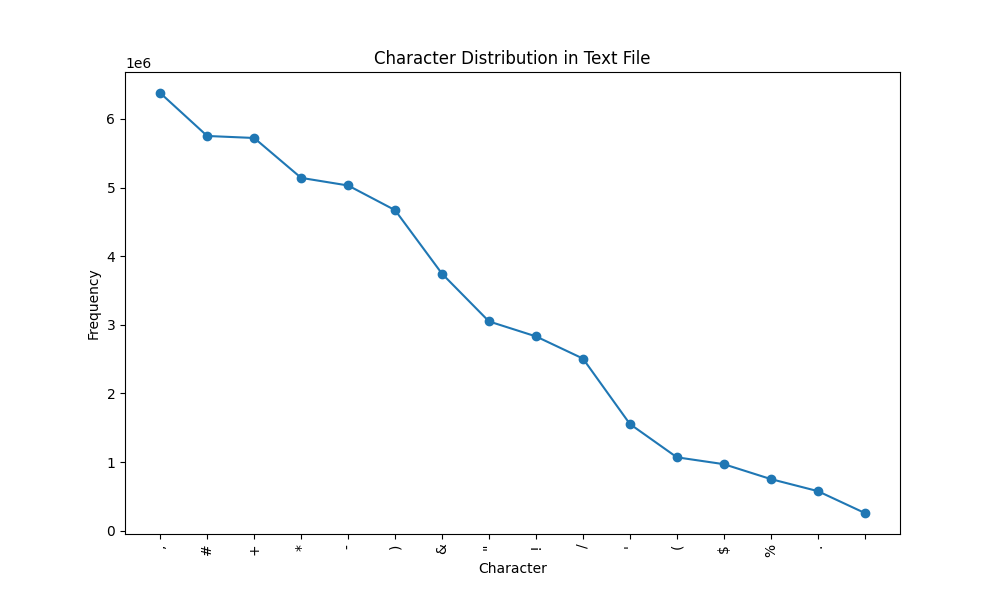 Character Distribution in Text File
1e6
6
5
4
3
2
1
0
Frequency
, # + * - ) & " ! / ' ( $ % .
Character